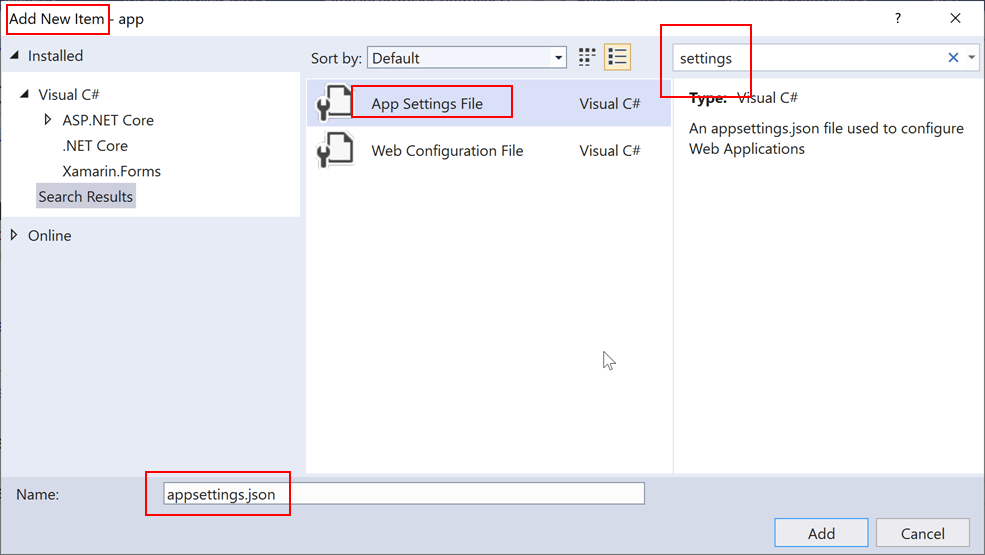 Add New Item - app
?
Installed
Visual C#
ASP.NET Core
.NET Core
Xamarin.Forms
Search Results
Online
Sort by: Default
App Settings File Visual C#
Web Configuration File Visual C#
settings
Type: Visual C#
An appsettings.json file used to configure
Web Applications
Name: appsettings.json
Add Cancel